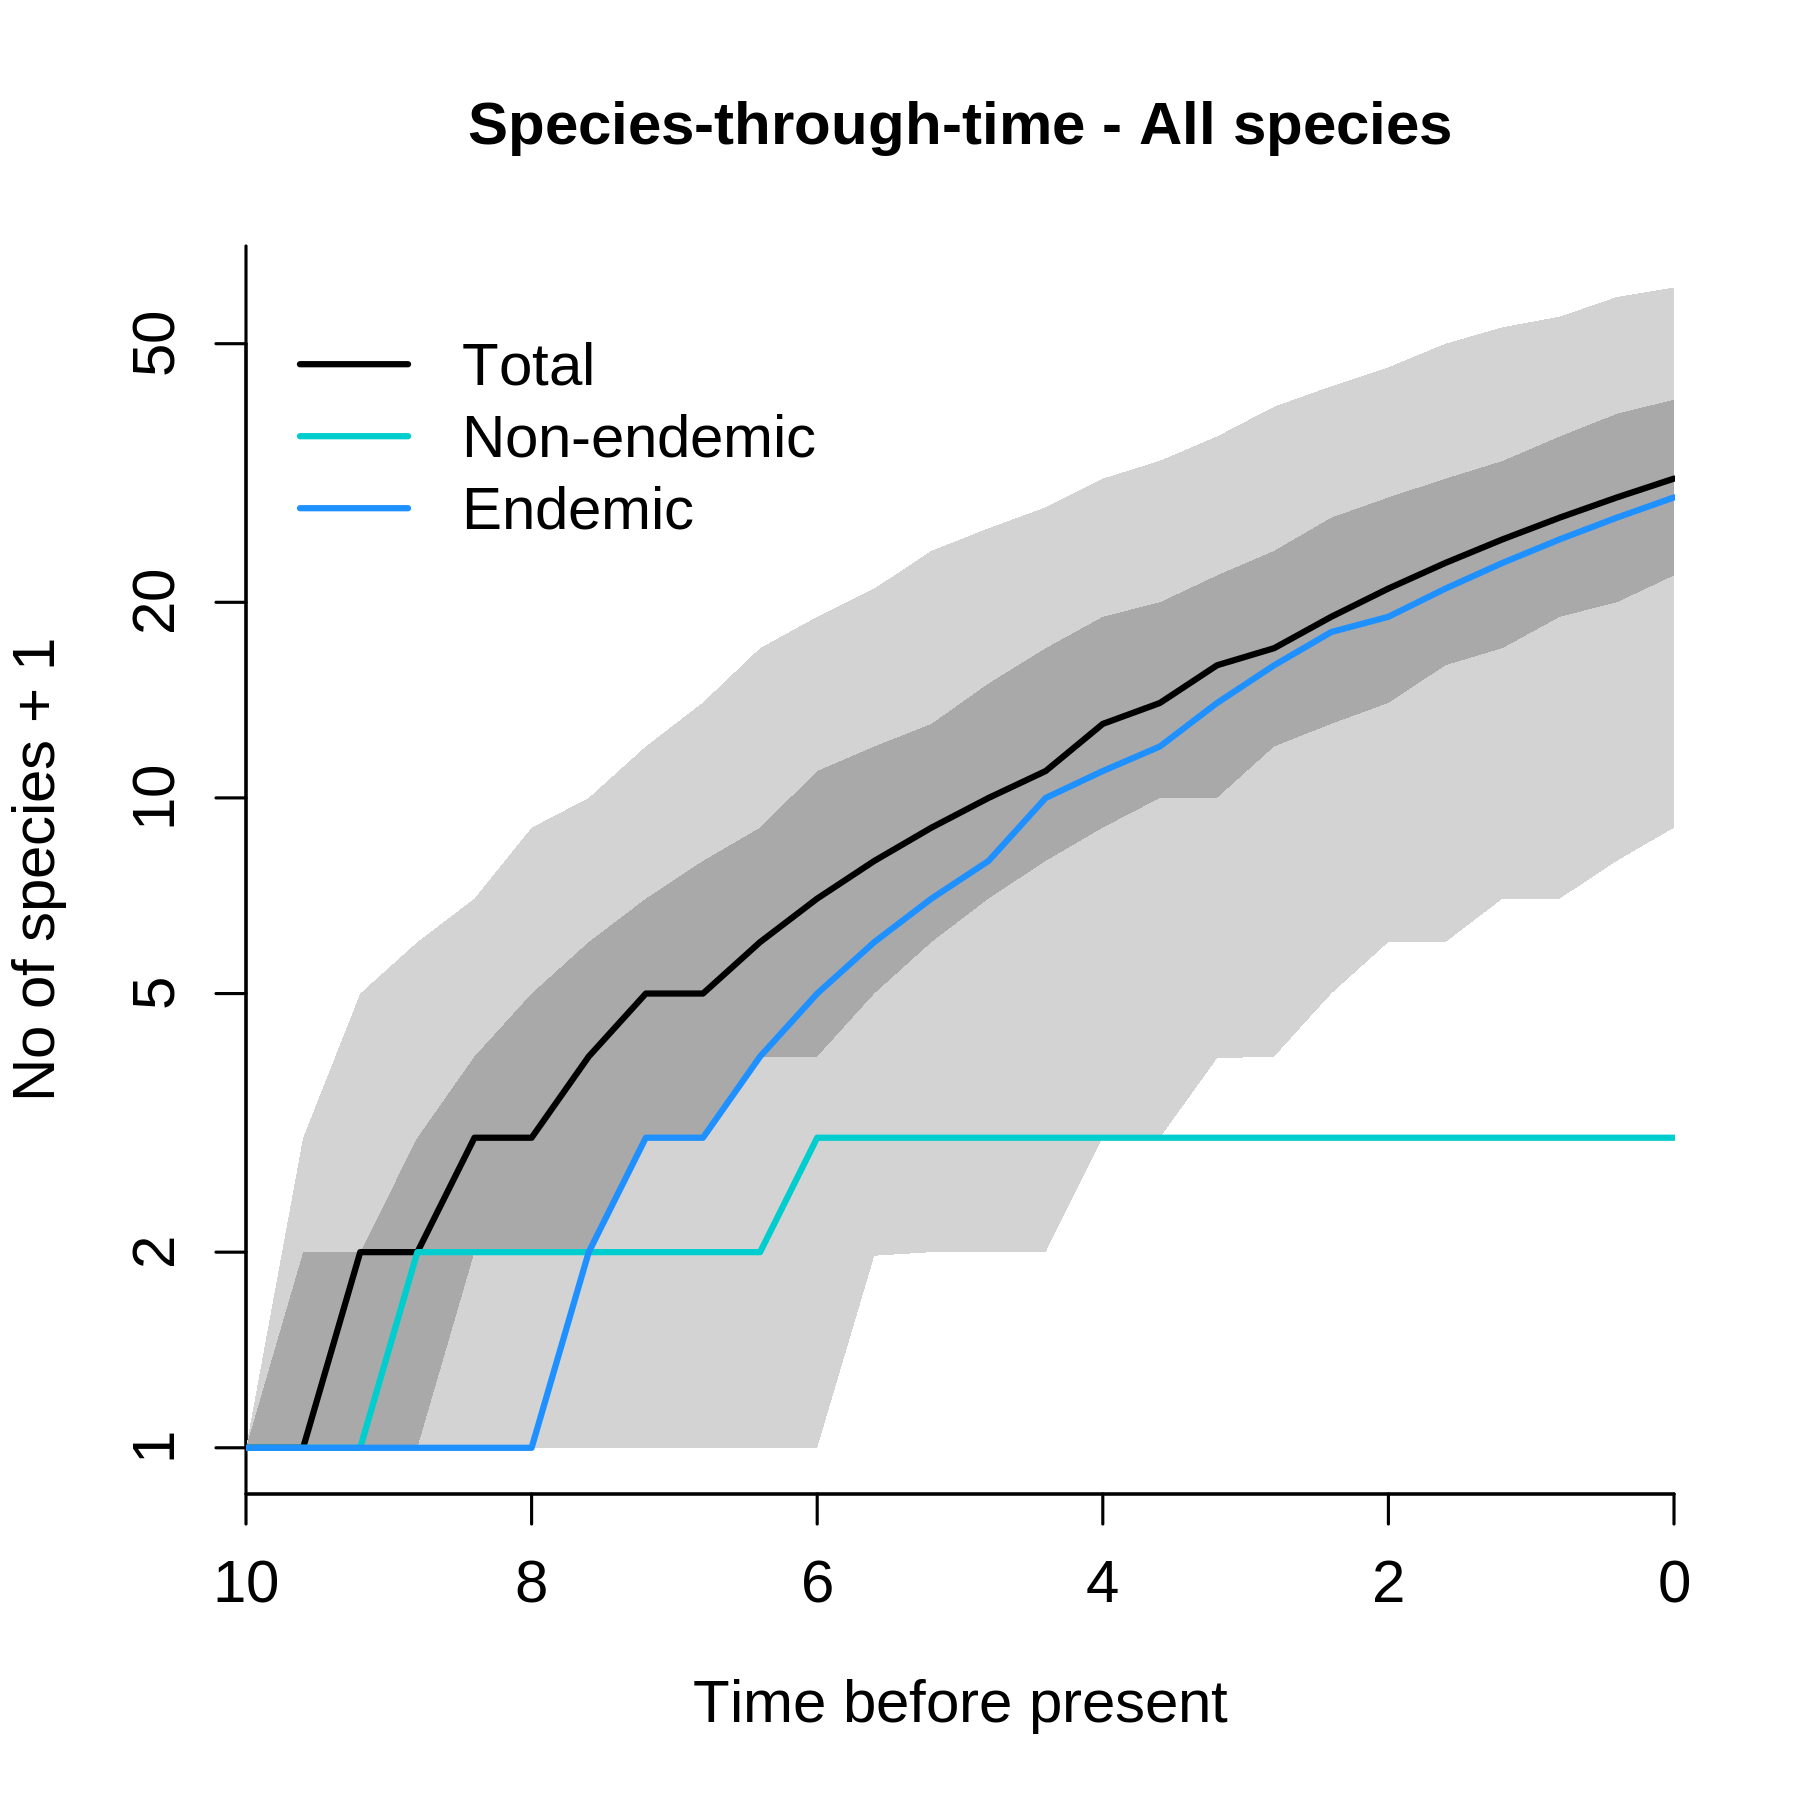 Species-through-time - All species
No of species + 1
50
20
10
5
2
1
Total
Non-endemic
Endemic
10 8 6 4 2 0
Time before present